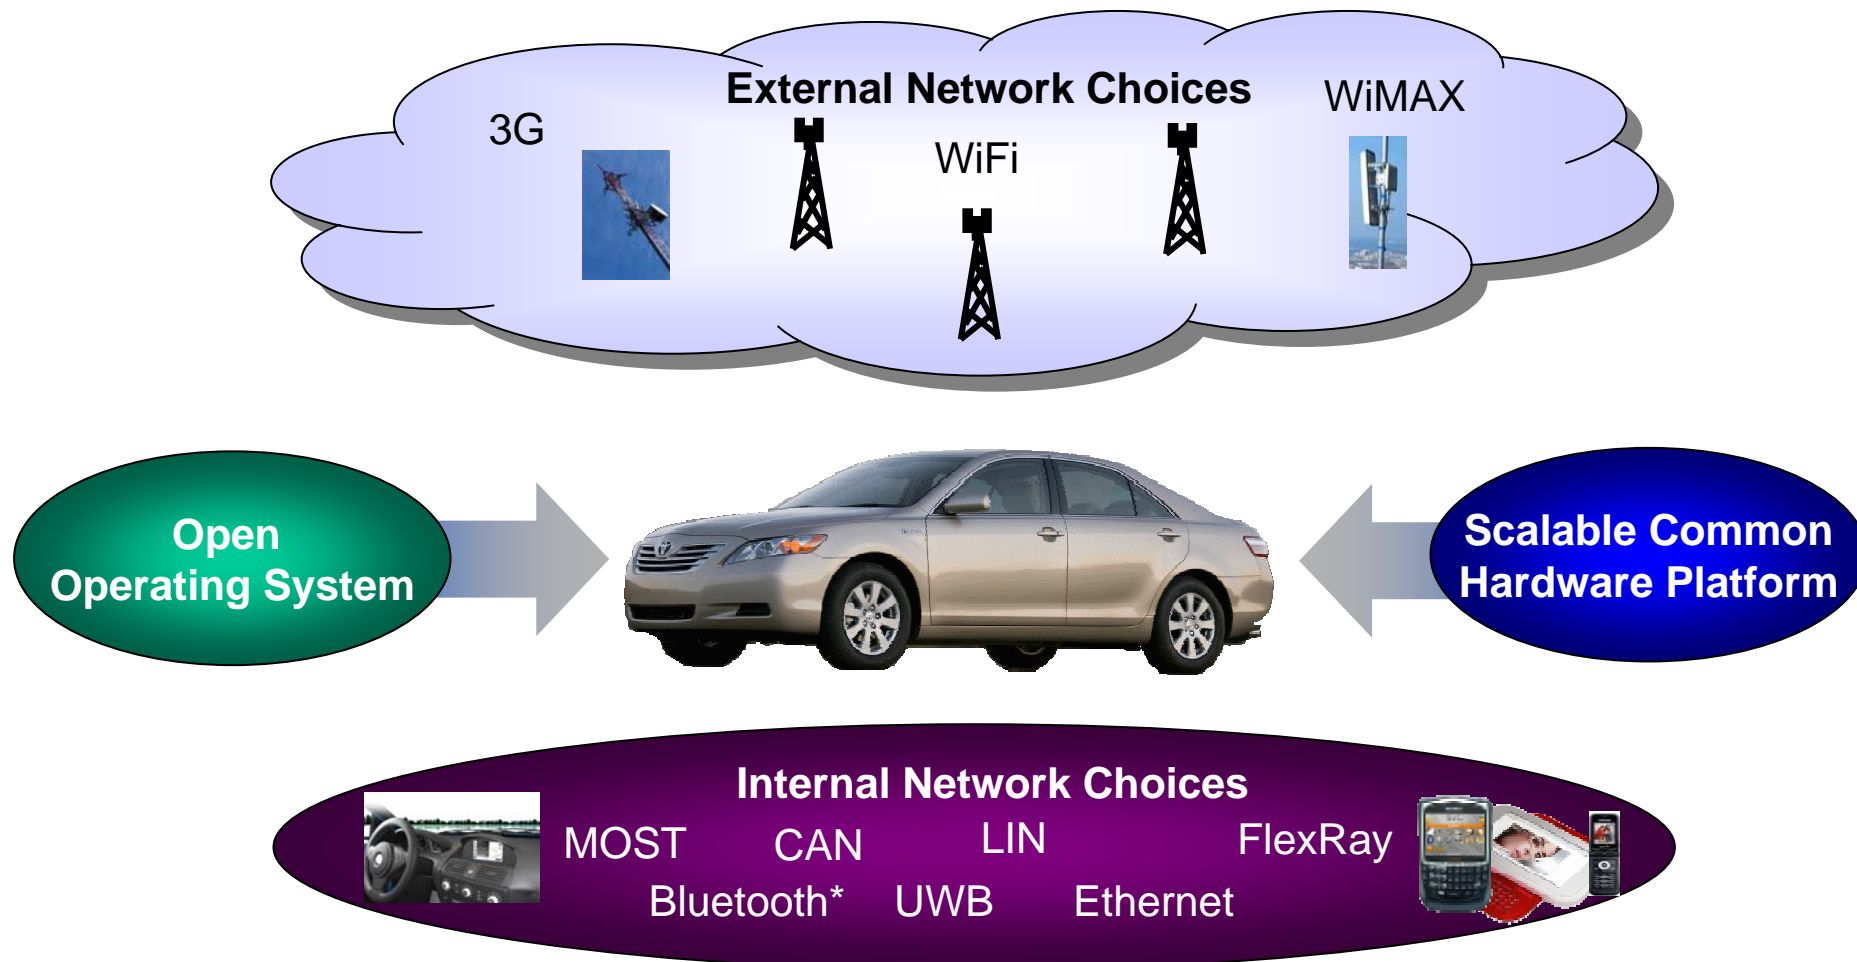 External Network Choices
3G
WiFi
WiMAX
Open
Operating System
Scalable Common
Hardware Platform
Internal Network Choices
MOST
CAN
LIN
FlexRay
Bluetooth*
UWB
Ethernet